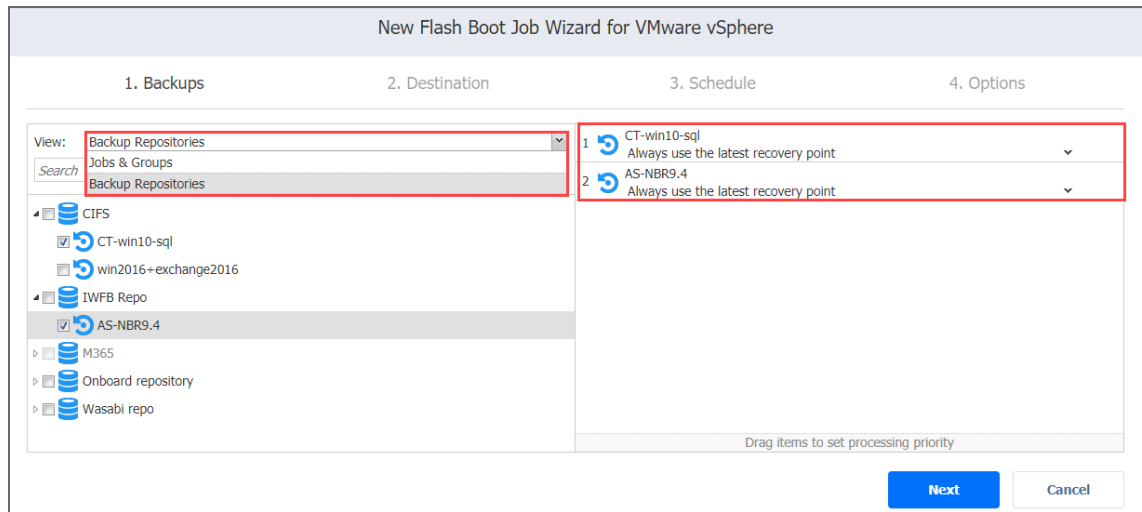 New Flash Boot Job Wizard for VMware vSphere
1. Backups 2. Destination 3. Schedule 4. Options
View: Backup Repositories
Jobs & Groups
Search
Backup Repositories
CIFS
CT-win10-sql
win2016+exchange2016
IWFB Repo
AS-NBR9.4
M365
Onboard repository
Wasabi repo
1 CT-win10-sql
Always use the latest recovery point
2 AS-NBR9.4
Always use the latest recovery point
Drag items to set processing priority
Next Cancel